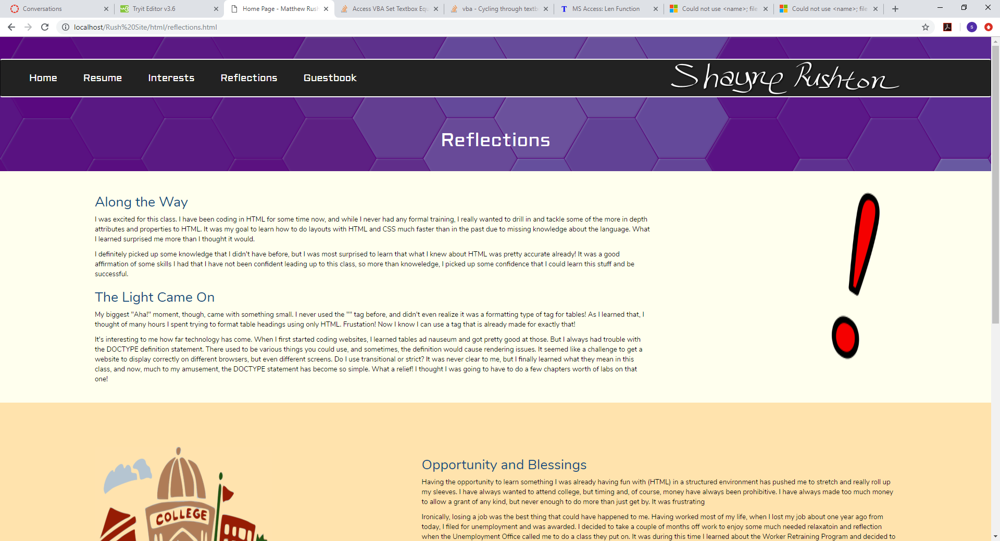 Conversations
Tryit Editor v3.6
Home Page - Matthew Rush
Access VBA Set Textbox Equ
vba - Cycling through textb
MS Access: Len Function
Could not use <name>; file
Could not use <name>; file
localhost/Rush%20Site/html/reflections.html
S
Home
Resume
Interests
Reflections
Guestbook
Shayne Rushton
Reflections
Along the Way
I was excited for this class. I have been coding in HTML for some time now, and while I never had any formal training, I really wanted to drill in and tackle some of the more in depth
attributes and properties to HTML. It was my goal to learn how to do layouts with HTML and CSS much faster than in the past due to missing knowledge about the language. What
I learned surprised me more than I thought it would.
I definitely picked up some knowledge that I didn't have before, but I was most surprised to learn that what I knew about HTML was pretty accurate already! It was a good
affirmation of some skills I had that I have not been confident leading up to this class, so more than knoweledge, I picked up some confidence that I could learn this stuff and be
successful.
The Light Came On
My biggest "Aha!" moment, though, came with something small. I never used the "" tag before, and didn't even realize it was a formatting type of tag for tables! As I learned that, I
thought of many hours I spent trying to format table headings using only HTML. Frustation! Now I know I can use a tag that is already made for exactly that!
It's interesting to me how far technology has come. When I first started coding websites, I learned tables ad nauseum and got pretty good at those. But I always had trouble with
the DOCTYPE definition statement. There used to be various things you could use, and sometimes, the definition would cause rendering issues. It seemed like a challenge to get a
website to display correctly on different browsers, but even different screens. Do I use transitional or strict? It was never clear to me, but I finally learned what they mean in this
class, and now, much to my amusement, the DOCTYPE statement has become so simple. What a relief! I thought I was going to have to do a few chapters worth of labs on that
one!
COLLEGE
Opportunity and Blessings
Having the opportunity to learn something I was already having fun with (HTML) in a structured environment has pushed me to stretch and really roll up
my sleeves. I have always wanted to attend college, but timing and, of course, money have always been prohibitive. I have always made too much money
to allow a grant of any kind, but never enough to do more than just get by. It was frustrating
Ironically, losing a job was the best thing that could have happened to me. Having worked most of my life, when I lost my job about one year ago from
today, I filed for unemployment and was awarded. I decided to take a couple of months off work to enjoy some much needed relaxatoin and reflection
when the Unemployment Office called me to do a class they put on. It was during this time I learned about the Worker Retraining Program and decided to